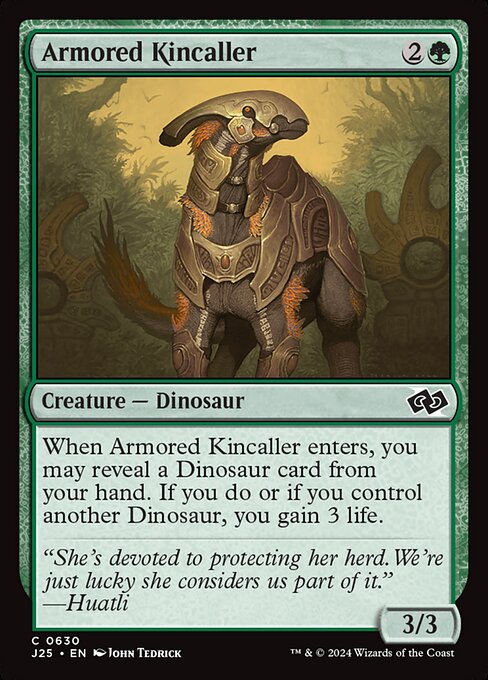 Armored Kincaller 2
Creature — Dinosaur
When Armored Kincaller enters, you
may reveal a Dinosaur card from
your hand. If you do or if you control
another Dinosaur, you gain 3 life.
“She’s devoted to protecting her herd. We’re
just lucky she considers us part of it.”
—Huatli
3/3
C 0630
J25 • EN John Tedrick
™ & © 2024 Wizards of the Coast